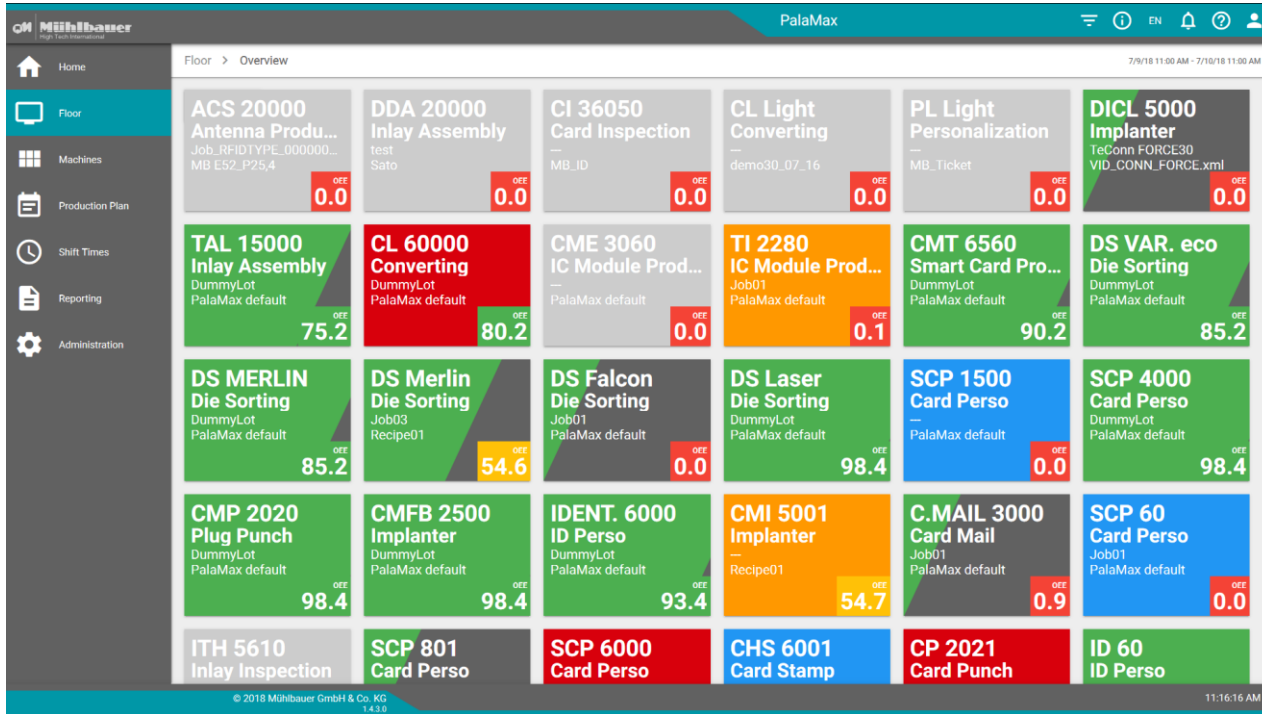 Mühlbauer
High Tech International
PalaMax
EN
Home
Floor
Machines
Production Plan
Shift Times
Reporting
Administration
Floor > Overview
7/9/18 11:00 AM - 7/10/18 11:00 AM
ACS 20000
Antenna Produ...
Job_RFIDTYPE_000000...
MB E52_P25,4
OEE
0.0
DDA 20000
Inlay Assembly
test
Sato
OEE
0.0
CI 36050
Card Inspection
—
MB_ID
OEE
0.0
CL Light
Converting
—
demo30_07_16
OEE
0.0
PL Light
Personalization
—
MB_Ticket
OEE
0.0
DICL 5000
Implanter
TeConn FORCE30
VID_CONN_FORCE.xml
OEE
0.0
TAL 15000
Inlay Assembly
DummyLot
PalaMax default
OEE
75.2
CL 60000
Converting
DummyLot
PalaMax default
OEE
80.2
CME 3060
IC Module Prod...
—
PalaMax default
OEE
0.0
TI 2280
IC Module Prod...
Job01
PalaMax default
OEE
0.1
CMT 6560
Smart Card Pro...
DummyLot
PalaMax default
OEE
90.2
DS VAR. eco
Die Sorting
DummyLot
PalaMax default
OEE
85.2
DS MERLIN
Die Sorting
DummyLot
PalaMax default
OEE
85.2
DS Merlin
Die Sorting
Job03
Recipe01
OEE
54.6
DS Falcon
Die Sorting
Job01
PalaMax default
OEE
0.0
DS Laser
Die Sorting
DummyLot
PalaMax default
OEE
98.4
SCP 1500
Card Perso
—
PalaMax default
OEE
0.0
SCP 4000
Card Perso
DummyLot
PalaMax default
OEE
98.4
CMP 2020
Plug Punch
DummyLot
PalaMax default
OEE
98.4
CMFB 2500
Implanter
DummyLot
PalaMax default
OEE
98.4
IDENT. 6000
ID Perso
DummyLot
PalaMax default
OEE
93.4
CMI 5001
Implanter
—
Recipe01
OEE
54.7
C.MAIL 3000
Card Mail
Job01
PalaMax default
OEE
0.9
SCP 60
Card Perso
Job01
PalaMax default
OEE
0.0
ITH 5610
Inlay Inspection
SCP 801
Card Perso
SCP 6000
Card Perso
CHS 6001
Card Stamp
CP 2021
Card Punch
ID 60
ID Perso
© 2018 Mühlbauer GmbH & Co. KG
1.4.3.0
11:16:16 AM